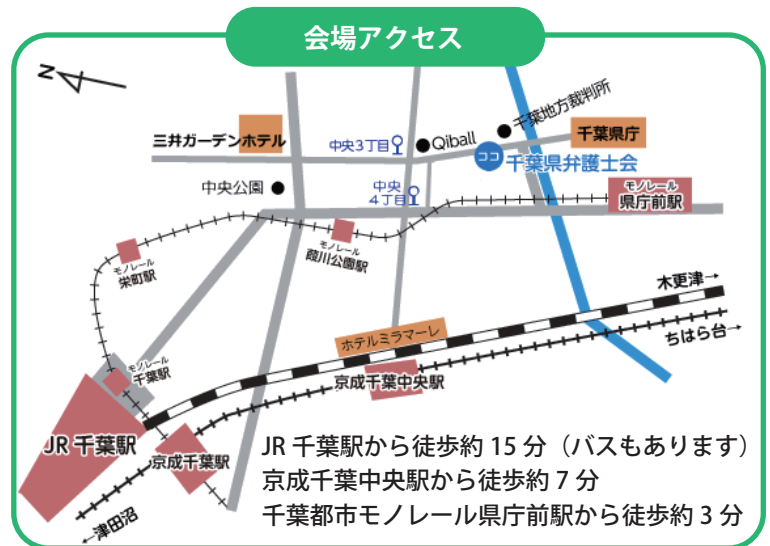 会場アクセス
N
千葉地方裁判所
三井ガーデンホテル
中央3丁目
Qiball
千葉県庁
ココ
千葉県弁護士会
中央公園
中央
4丁目
モノレール
県庁前駅
モノレール
葭川公園駅
モノレール
栄町駅
木更津→
ちはら台→
ホテルミラマーレ
京成千葉中央駅
モノレール
千葉駅
JR 千葉駅
京成千葉駅
←津田沼
JR 千葉駅から徒歩約 15 分（バスもあります）
京成千葉中央駅から徒歩約 7 分
千葉都市モノレール県庁前駅から徒歩約 3 分